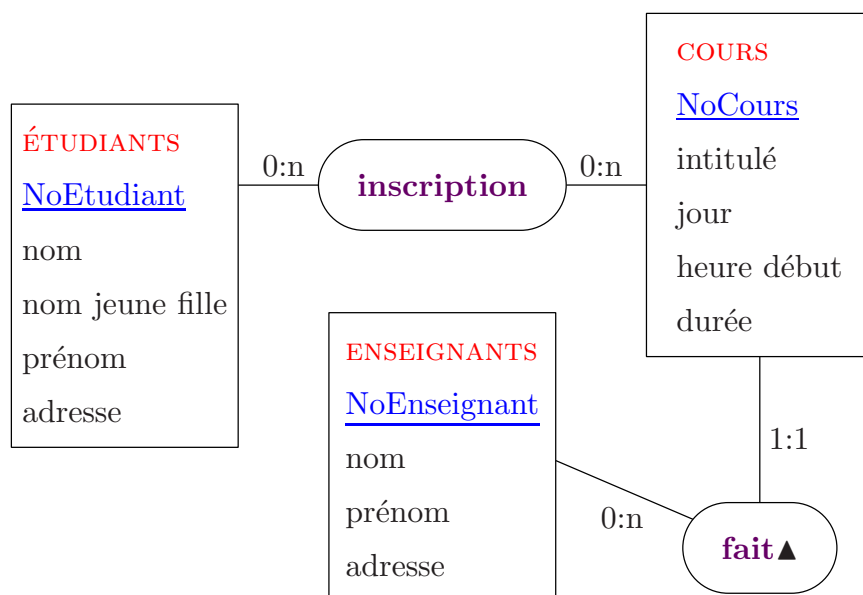 ÉTUDIANTS
NoEtudiant
nom
nom jeune fille
prénom
adresse
0:n
inscription
0:n
COURS
NoCours
intitulé
jour
heure début
durée
ENSEIGNANTS
NoEnseignant
nom
prénom
adresse
0:n
1:1
fait▲